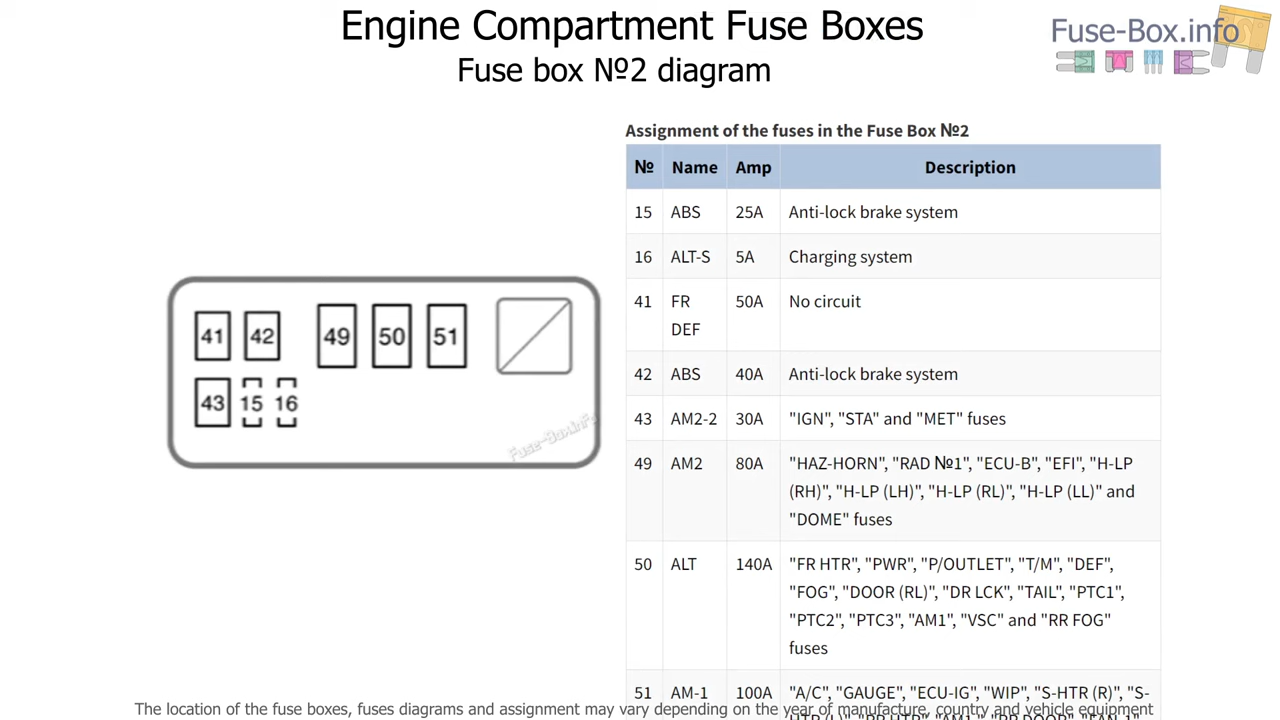 Engine Compartment Fuse Boxes
Fuse box №2 diagram
Fuse-Box.info
Assignment of the fuses in the Fuse Box №2
№ Name Amp Description
15 ABS 25A Anti-lock brake system
16 ALT-S 5A Charging system
41 FR 50A No circuit
DEF
42 ABS 40A Anti-lock brake system
43 AM2-2 30A "IGN", "STA" and "MET" fuses
49 AM2 80A "HAZ-HORN", "RAD №1", "ECU-B", "EFI", "H-LP
(RH)", "H-LP (LH)", "H-LP (RL)", "H-LP (LL)" and
"DOME" fuses
50 ALT 140A "FR HTR", "PWR", "P/OUTLET", "T/M", "DEF",
"FOG", "DOOR (RL)", "DR LCK", "TAIL", "PTC1",
"PTC2", "PTC3", "AM1", "VSC" and "RR FOG"
fuses
51 AM-1 100A "A/C", "GAUGE", "ECU-IG", "WIP", "S-HTR (R)", "S-
41 42 49 50 51
43 15 16
Fuse-Box.info
The location of the fuse boxes, fuses diagrams and assignment may vary depending on the year of manufacture, country and vehicle equipment